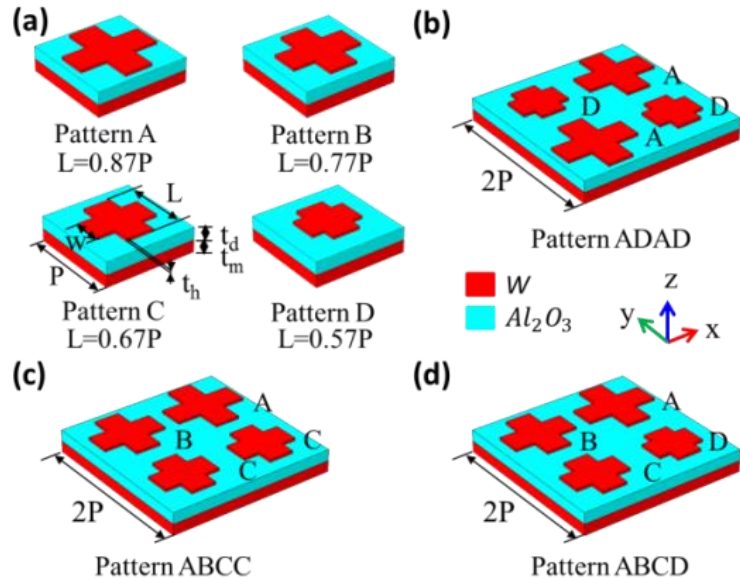 (a)
Pattern A
L=0.87P
Pattern B
L=0.77P
L
w
P
t_d
t_m
t_h
Pattern C
L=0.67P
Pattern D
L=0.57P
(b)
A
D
D
A
2P
Pattern ADAD
W
Al₂O₃
z
y
x
(c)
A
B
C
C
2P
Pattern ABCC
(d)
A
B
D
C
2P
Pattern ABCD